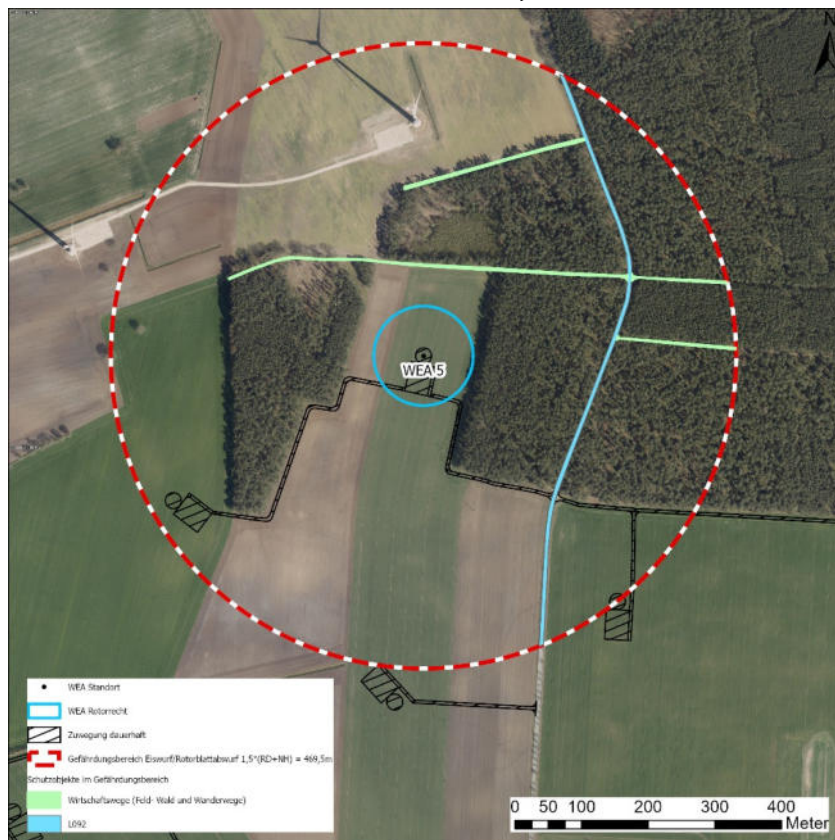 N
WEA 5
WEA Standort
WEA Rotorrecht
Zuwegung dauerhaft
Gefährdungsbereich Eiswurf/Rotorblattabwurf 1,5*(RD+NH) = 469,5m
Schutzobjekte im Gefährdungsbereich
Wirtschaftswege (Feld- Wald und Wanderwege)
L092
0 50 100 200 300 400
Meter